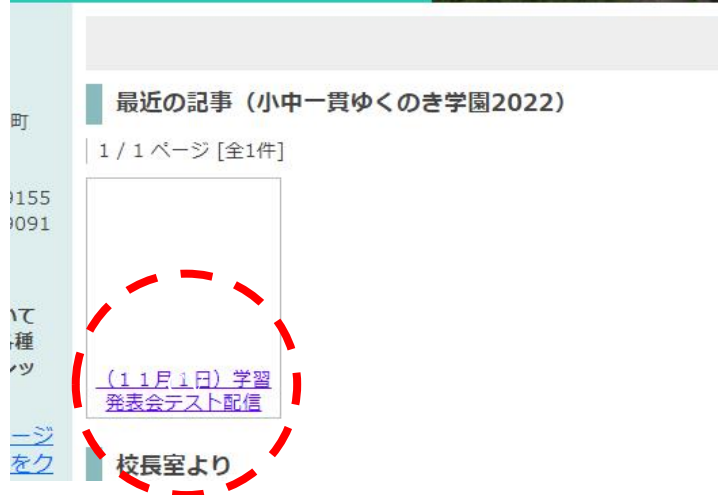 町
9155
9091
最近の記事（小中一貫ゆくのき学園2022）
1 / 1 ページ [全1件]
いて
種
ッ
（１１月１日）学習
発表会テスト配信
ージ
をク
校長室より